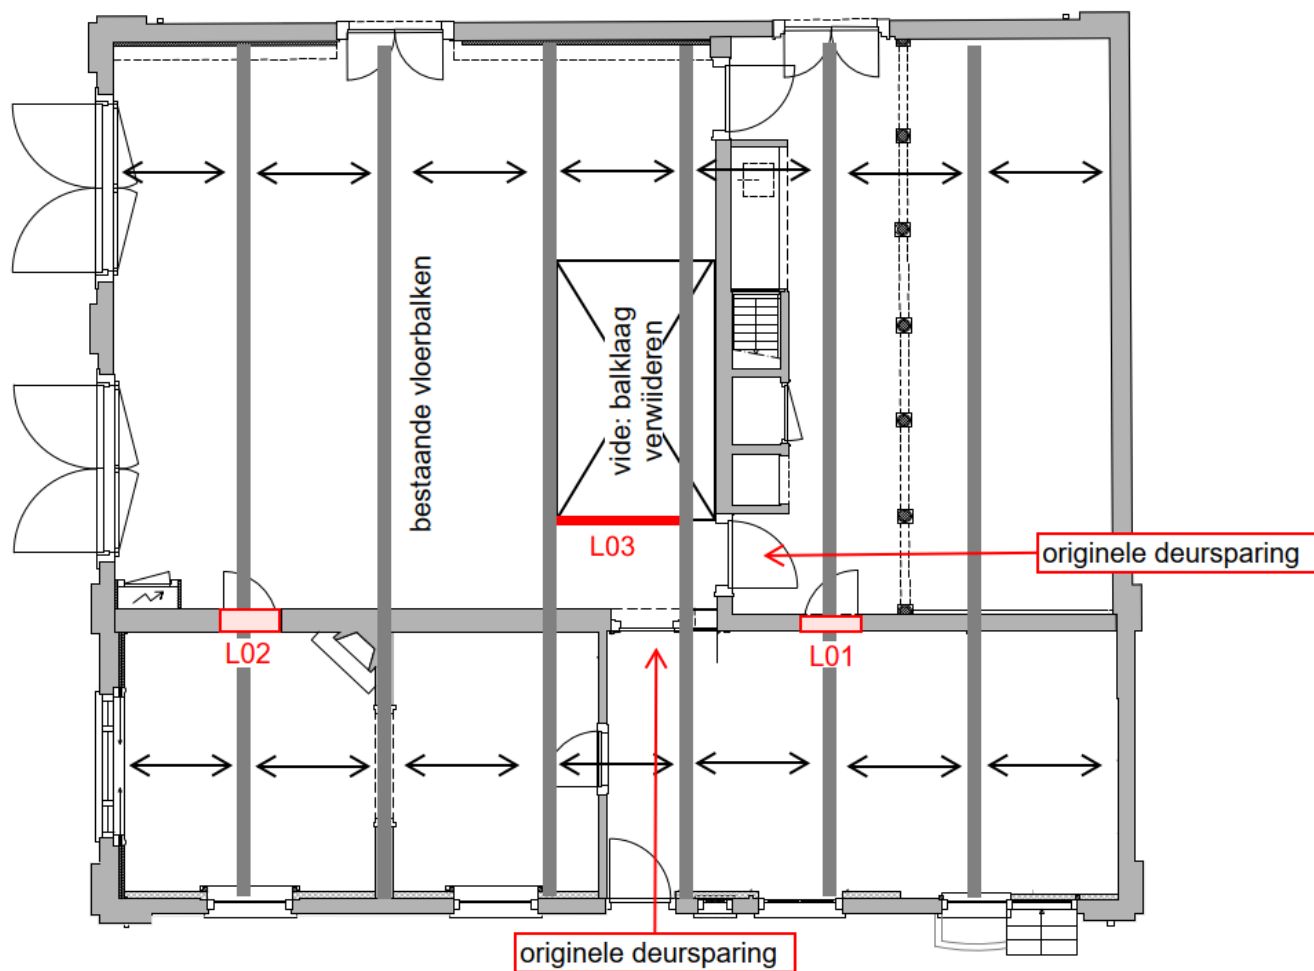 bestaande vloerbalken
vide: balklaag
verwijderen
L03
originele deursparing
L02
L01
originele deursparing